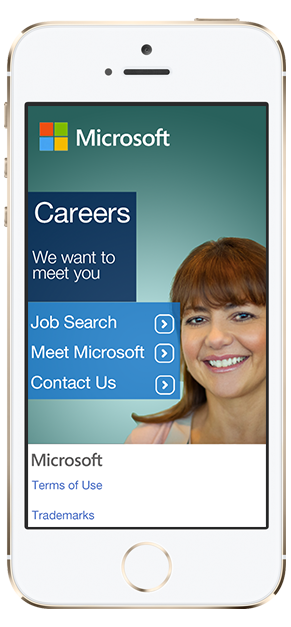 Microsoft
Careers
We want to
meet you
Job Search
Meet Microsoft
Contact Us
Microsoft
Terms of Use
Trademarks